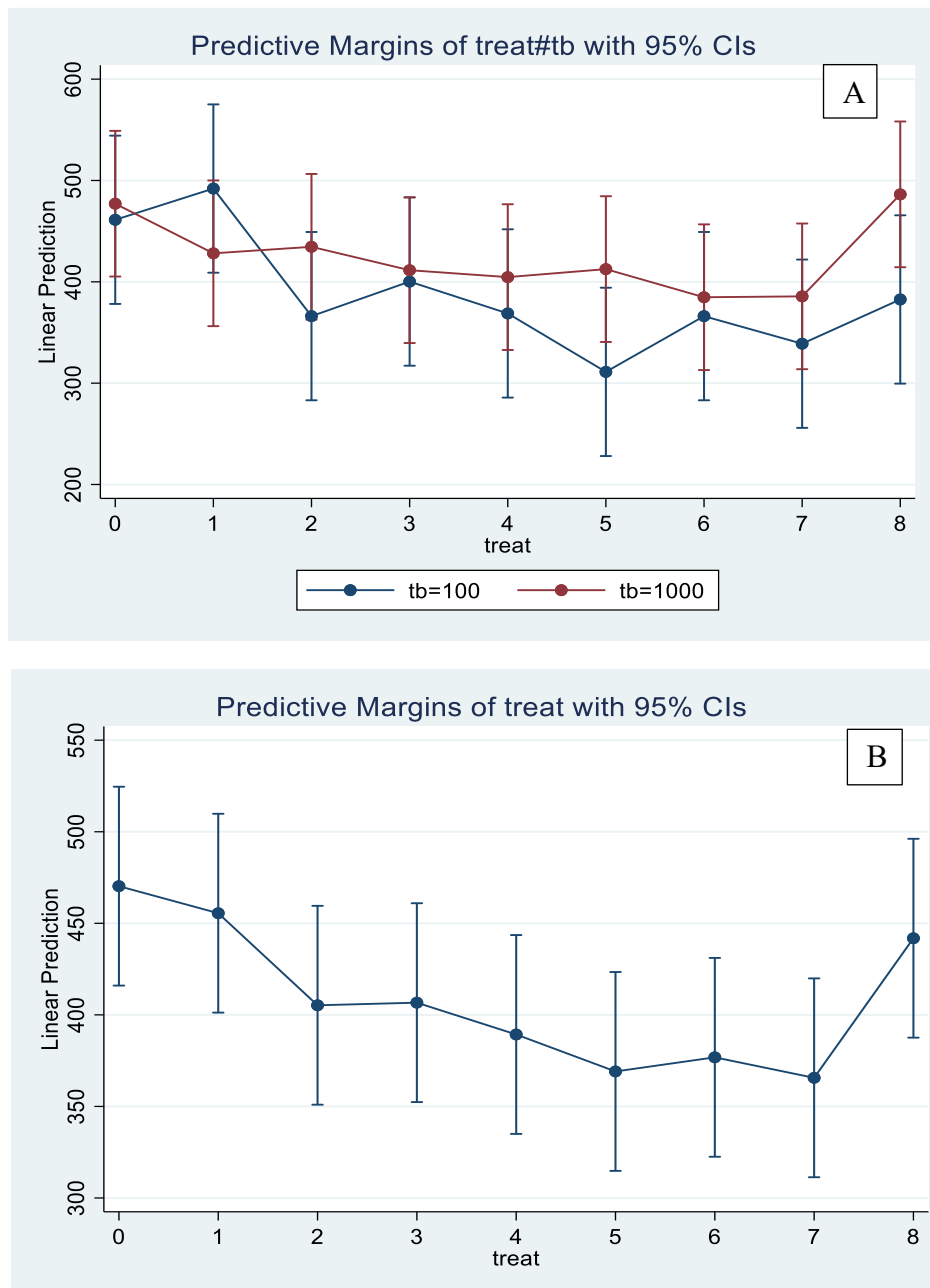 Predictive Margins of treat#tb with 95% CIs
A
600
500
400
300
200
Linear Prediction
0 1 2 3 4 5 6 7 8
treat
tb=100 tb=1000
Predictive Margins of treat with 95% CIs
B
550
500
450
400
350
300
Linear Prediction
0 1 2 3 4 5 6 7 8
treat